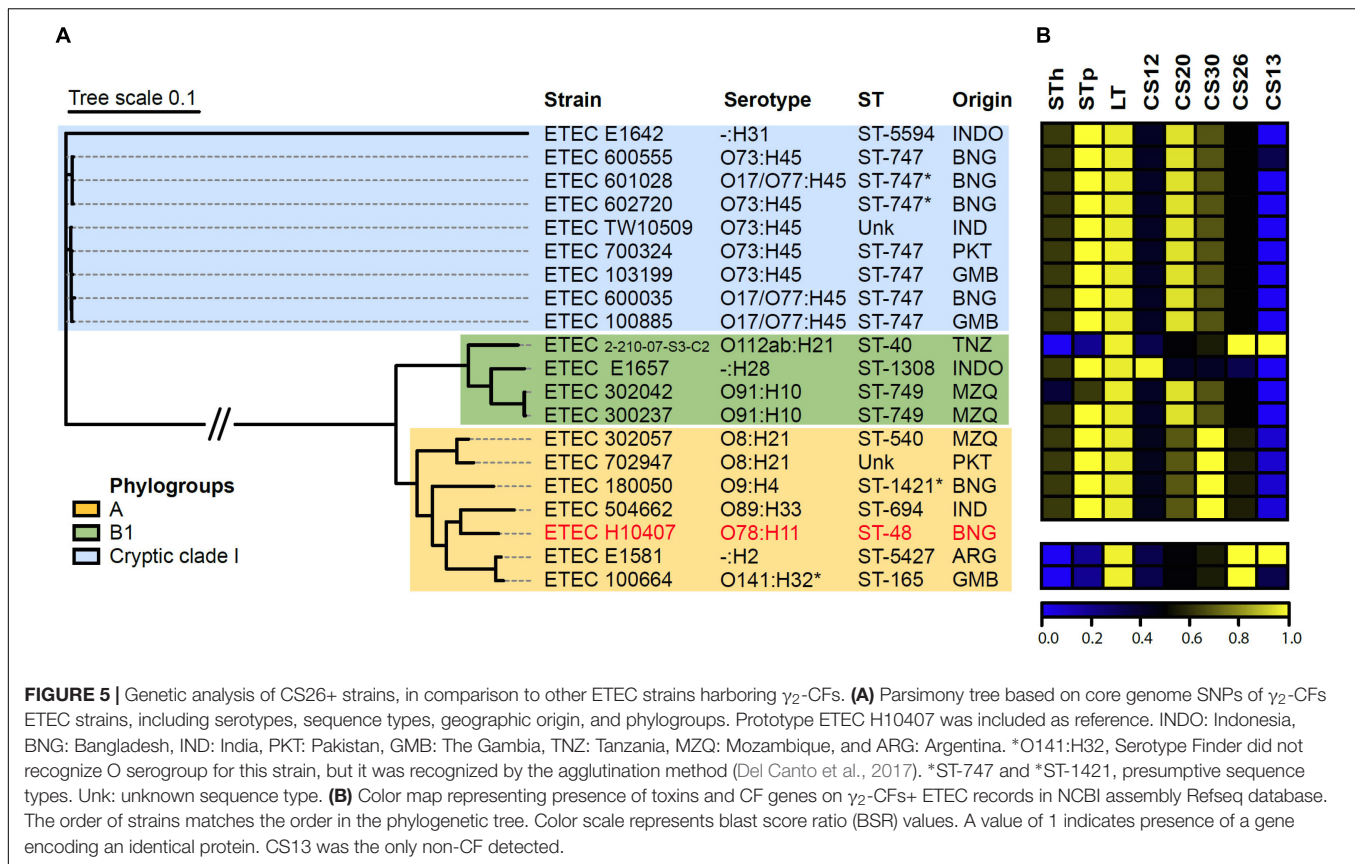 A
B
Tree scale 0.1
Strain Serotype ST Origin
STh STp LT CS12 CS20 CS30 CS26 CS13
ETEC E1642 -:H31 ST-5594 INDO
ETEC 600555 O73:H45 ST-747 BNG
ETEC 601028 O17/O77:H45 ST-747* BNG
ETEC 602720 O73:H45 ST-747* BNG
ETEC TW10509 O73:H45 Unk IND
ETEC 700324 O73:H45 ST-747 PKT
ETEC 103199 O73:H45 ST-747 GMB
ETEC 600035 O17/O77:H45 ST-747 BNG
ETEC 100885 O17/O77:H45 ST-747 GMB
ETEC 2-210-07-S3-C2 O112ab:H21 ST-40 TNZ
ETEC E1657 -:H28 ST-1308 INDO
ETEC 302042 O91:H10 ST-749 MZQ
ETEC 300237 O91:H10 ST-749 MZQ
ETEC 302057 O8:H21 ST-540 MZQ
ETEC 702947 O8:H21 Unk PKT
ETEC 180050 O9:H4 ST-1421* BNG
ETEC 504662 O89:H33 ST-694 IND
ETEC H10407 O78:H11 ST-48 BNG
ETEC E1581 -:H2 ST-5427 ARG
ETEC 100664 O141:H32* ST-165 GMB
Phylogroups
A
B1
Cryptic clade I
0.0 0.2 0.4 0.6 0.8 1.0
FIGURE 5 | Genetic analysis of CS26+ strains, in comparison to other ETEC strains harboring γ₂-CFs. (A) Parsimony tree based on core genome SNPs of γ₂-CFs
ETEC strains, including serotypes, sequence types, geographic origin, and phylogroups. Prototype ETEC H10407 was included as reference. INDO: Indonesia,
BNG: Bangladesh, IND: India, PKT: Pakistan, GMB: The Gambia, TNZ: Tanzania, MZQ: Mozambique, and ARG: Argentina. *O141:H32, Serotype Finder did not
recognize O serogroup for this strain, but it was recognized by the agglutination method (Del Canto et al., 2017). *ST-747 and *ST-1421, presumptive sequence
types. Unk: unknown sequence type. (B) Color map representing presence of toxins and CF genes on γ₂-CFs+ ETEC records in NCBI assembly Refseq database.
The order of strains matches the order in the phylogenetic tree. Color scale represents blast score ratio (BSR) values. A value of 1 indicates presence of a gene
encoding an identical protein. CS13 was the only non-CF detected.